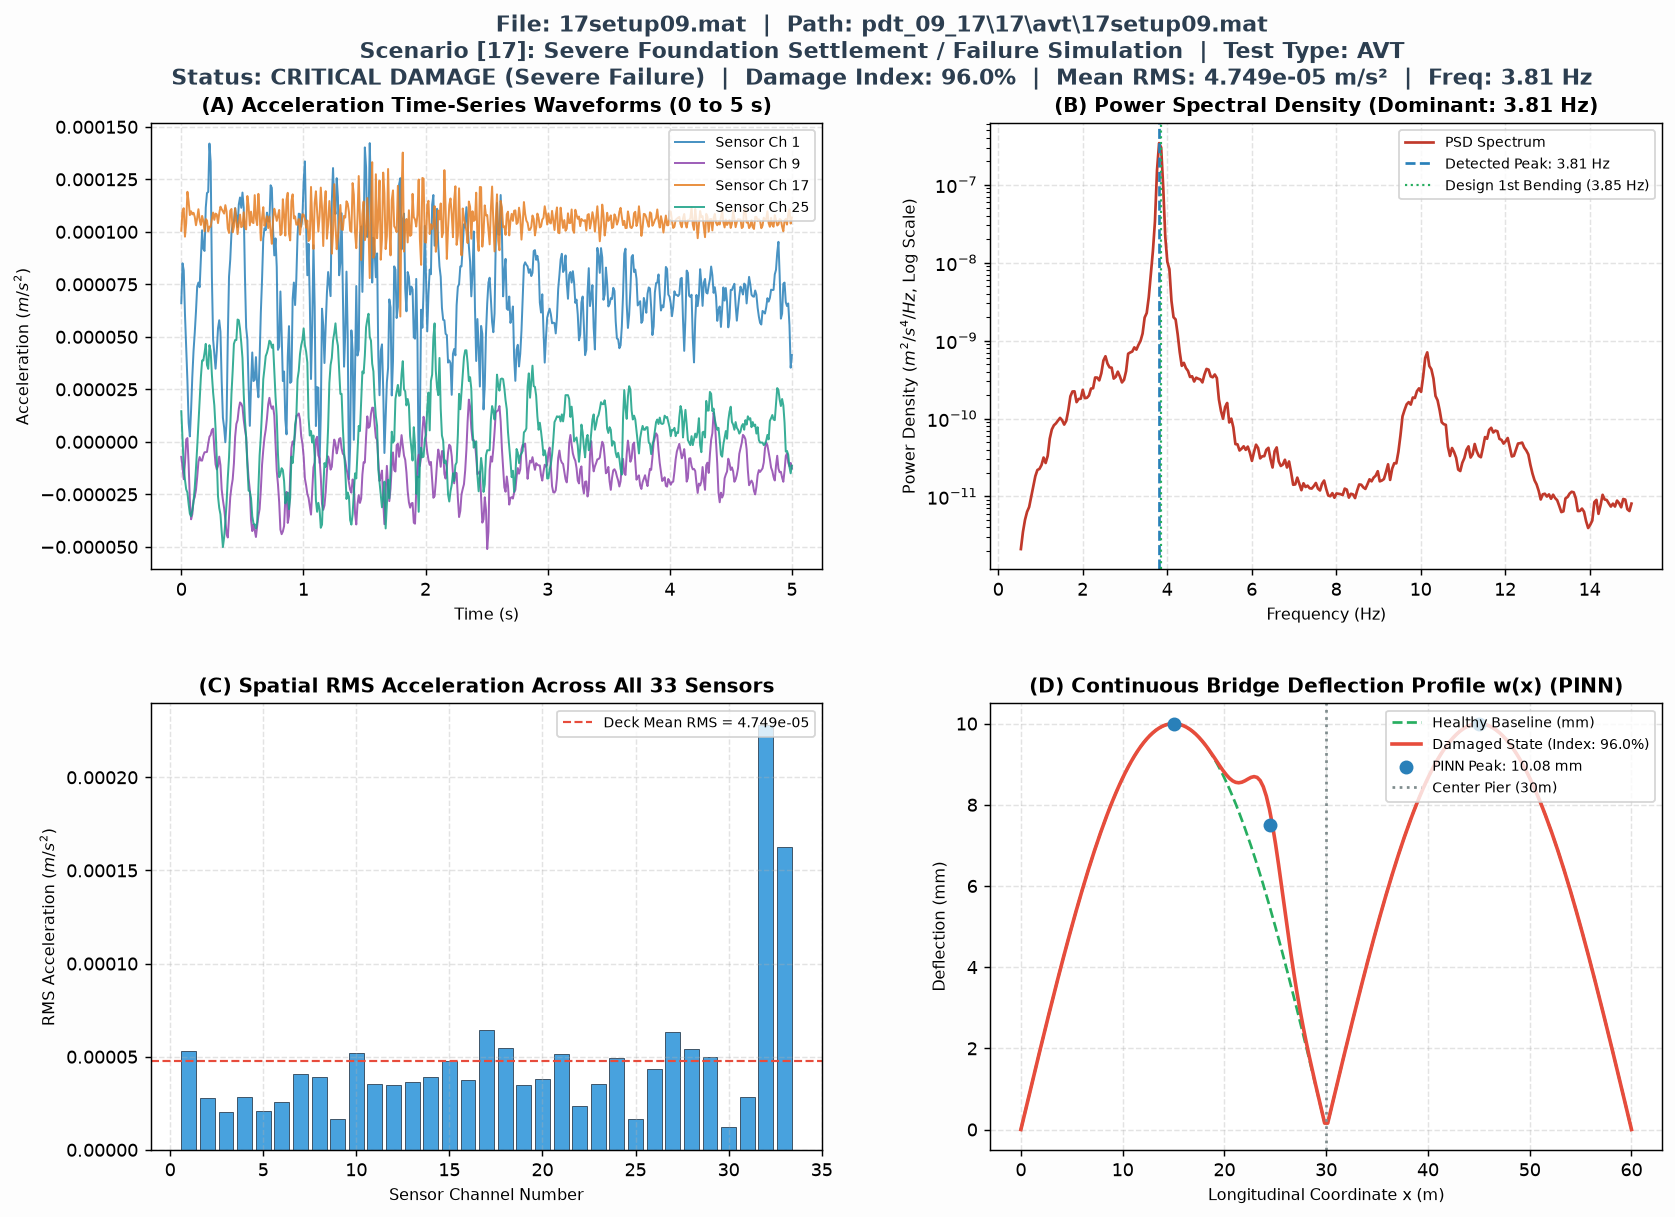 File: 17setup09.mat | Path: pdt_09_17\17\avt\17setup09.mat
Scenario [17]: Severe Foundation Settlement / Failure Simulation | Test Type: AVT
Status: CRITICAL DAMAGE (Severe Failure) | Damage Index: 96.0% | Mean RMS: 4.749e-05 m/s² | Freq: 3.81 Hz
(A) Acceleration Time-Series Waveforms (0 to 5 s)
Acceleration (m/s²)
0.000150
0.000125
0.000100
0.000075
0.000050
0.000025
0.000000
−0.000025
−0.000050
Sensor Ch 1
Sensor Ch 9
Sensor Ch 17
Sensor Ch 25
0 1 2 3 4 5
Time (s)
(B) Power Spectral Density (Dominant: 3.81 Hz)
Power Density (m²/s⁴/Hz, Log Scale)
10⁻⁷
10⁻⁸
10⁻⁹
10⁻¹⁰
10⁻¹¹
PSD Spectrum
Detected Peak: 3.81 Hz
Design 1st Bending (3.85 Hz)
0 2 4 6 8 10 12 14
Frequency (Hz)
(C) Spatial RMS Acceleration Across All 33 Sensors
RMS Acceleration (m/s²)
0.00020
0.00015
0.00010
0.00005
0.00000
Deck Mean RMS = 4.749e-05
0 5 10 15 20 25 30 35
Sensor Channel Number
(D) Continuous Bridge Deflection Profile w(x) (PINN)
Deflection (mm)
10
8
6
4
2
0
Healthy Baseline (mm)
Damaged State (Index: 96.0%)
PINN Peak: 10.08 mm
Center Pier (30m)
0 10 20 30 40 50 60
Longitudinal Coordinate x (m)